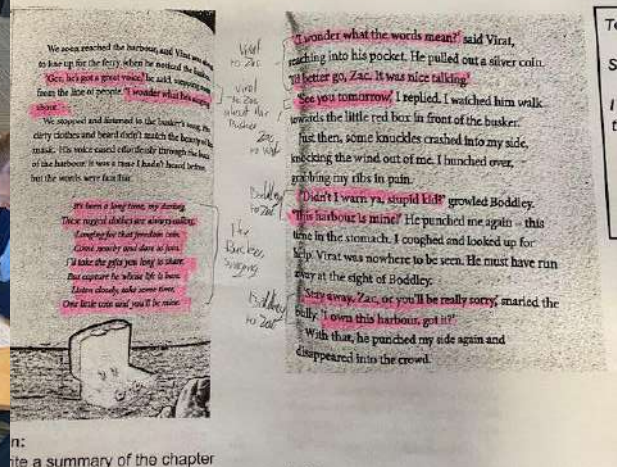 We soon reached the harbour, and Virat was
to line up for the ferry when he noticed the busker.
'Gee, he's got a great voice,' he said, stepping
from the line of people. 'I wonder what he's singing
about.'
We stopped and listened to the busker's song. His
dirty clothes and beard didn't match the beauty of his
music. His voice eased effortlessly through the
of the harbour. It was a tune I hadn't heard before,
but the words were familiar.
It's been a long time, my darling,
These ragged clothes are always
Longing for that freedom coin.
Come nearby and dare to join.
I'll take the gifts you long to share,
But capture he whose life is bare.
Listen closely, take some time,
One little coin and you'll be mine.
Virat
to Zac
Virat
to Zac
about the
busker
Zac
to
Boddley
to Zac
The
Busker
Singing
Boddley
to Zac
'I wonder what the words mean?' said Virat,
reaching into his pocket. He pulled out a silver coin.
'I'd better go, Zac. It was nice talking.'
'See you tomorrow,' I replied. I watched him walk
towards the little red box in front of the busker.
Just then, some knuckles crashed into my side,
knocking the wind out of me. I hunched over,
grabbing my ribs in pain.
'Didn't I warn ya, stupid kid?' growled Boddley.
'This harbour is mine!' He punched me again – this
time in the stomach. I coughed and looked up for
help. Virat was nowhere to be seen. He must have run
away at the sight of Boddley.
'Stay away, Zac, or you'll be really sorry,' snarled the
bully. 'I own this harbour, got it?'
With that, he punched my side again and
disappeared into the crowd.
n:
ite a summary of the chapter
T
S
I
t